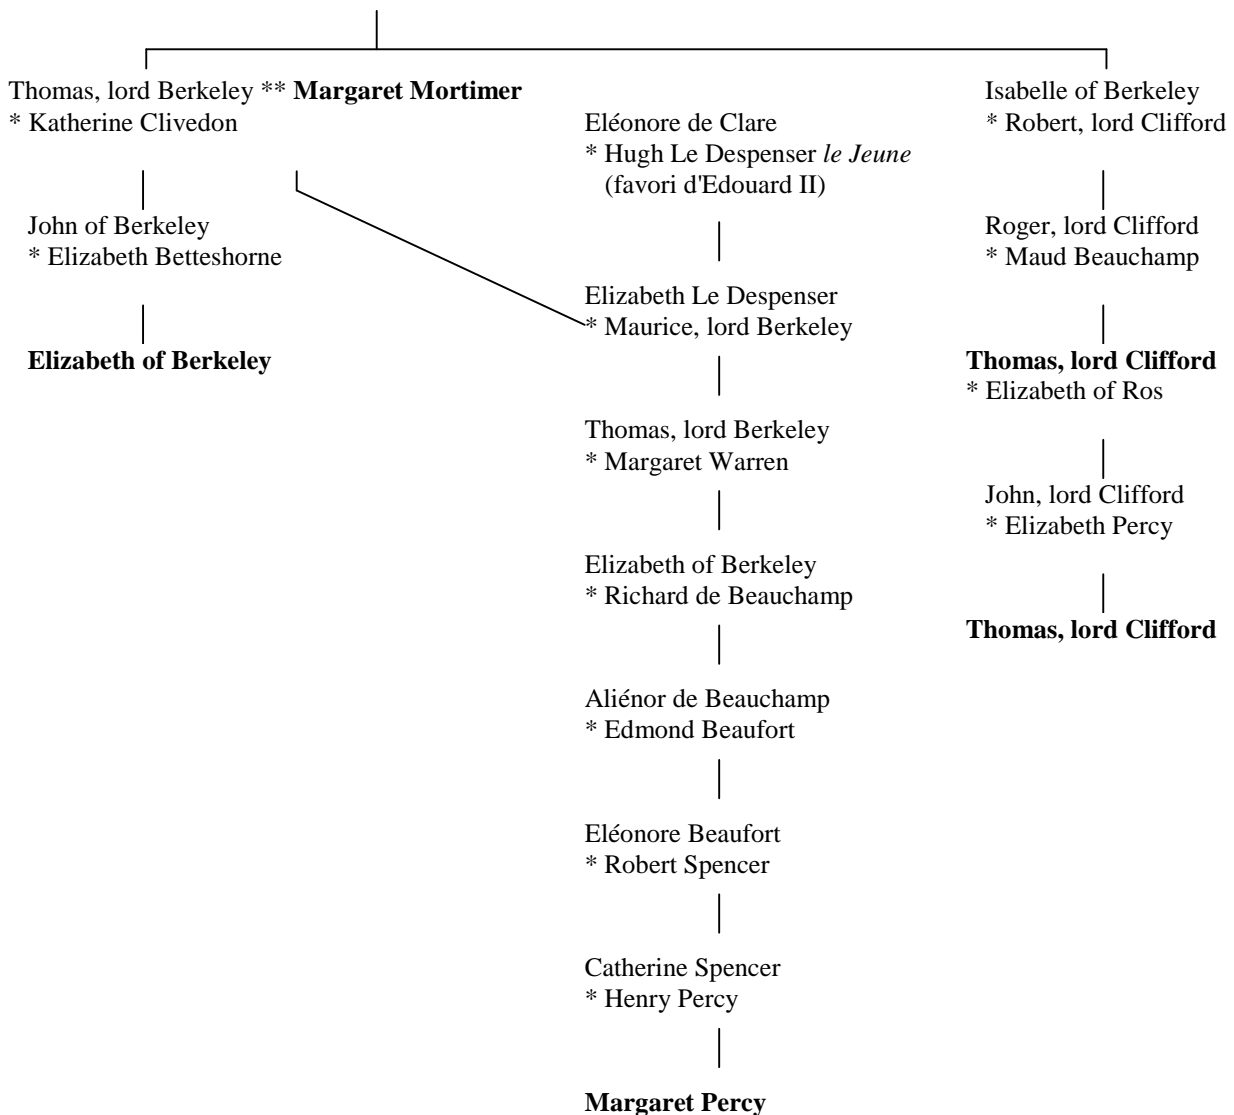 Thomas, lord Berkeley ** Margaret Mortimer
* Katherine Clivedon
John of Berkeley
* Elizabeth Betteshorne
Elizabeth of Berkeley
Eléonore de Clare
* Hugh Le Despenser le Jeune
(favori d'Edouard II)
Elizabeth Le Despenser
* Maurice, lord Berkeley
Thomas, lord Berkeley
* Margaret Warren
Elizabeth of Berkeley
* Richard de Beauchamp
Aliénor de Beauchamp
* Edmond Beaufort
Eléonore Beaufort
* Robert Spencer
Catherine Spencer
* Henry Percy
Margaret Percy
Isabelle of Berkeley
* Robert, lord Clifford
Roger, lord Clifford
* Maud Beauchamp
Thomas, lord Clifford
* Elizabeth of Ros
John, lord Clifford
* Elizabeth Percy
Thomas, lord Clifford